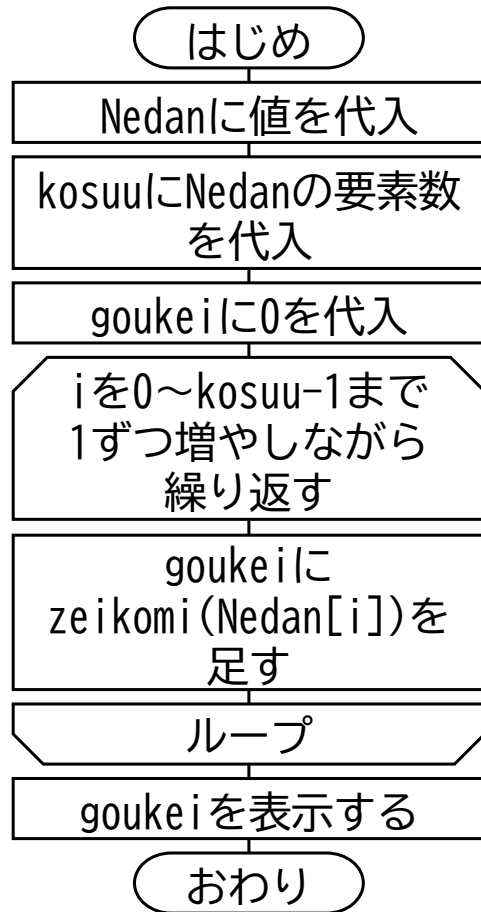 はじめ
Nedanに値を代入
kosuuにNedanの要素数
を代入
goukeiに0を代入
iを0～kosuu-1まで
1ずつ増やしながら
繰り返す
goukeiに
zeikomi(Nedan[i])を
足す
ループ
goukeiを表示する
おわり